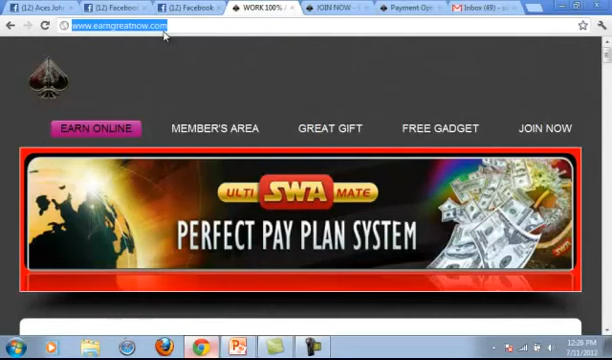 (12) Aces John
(12) Facebook
(12) Facebook
WORK 100% /
JOIN NOW
Payment Opt
Inbox (49)
www.earngreatnow.com
EARN ONLINE
MEMBER'S AREA
GREAT GIFT
FREE GADGET
JOIN NOW
ULTI SWA MATE
PERFECT PAY PLAN SYSTEM
SWA
12:26 PM
7/11/2012